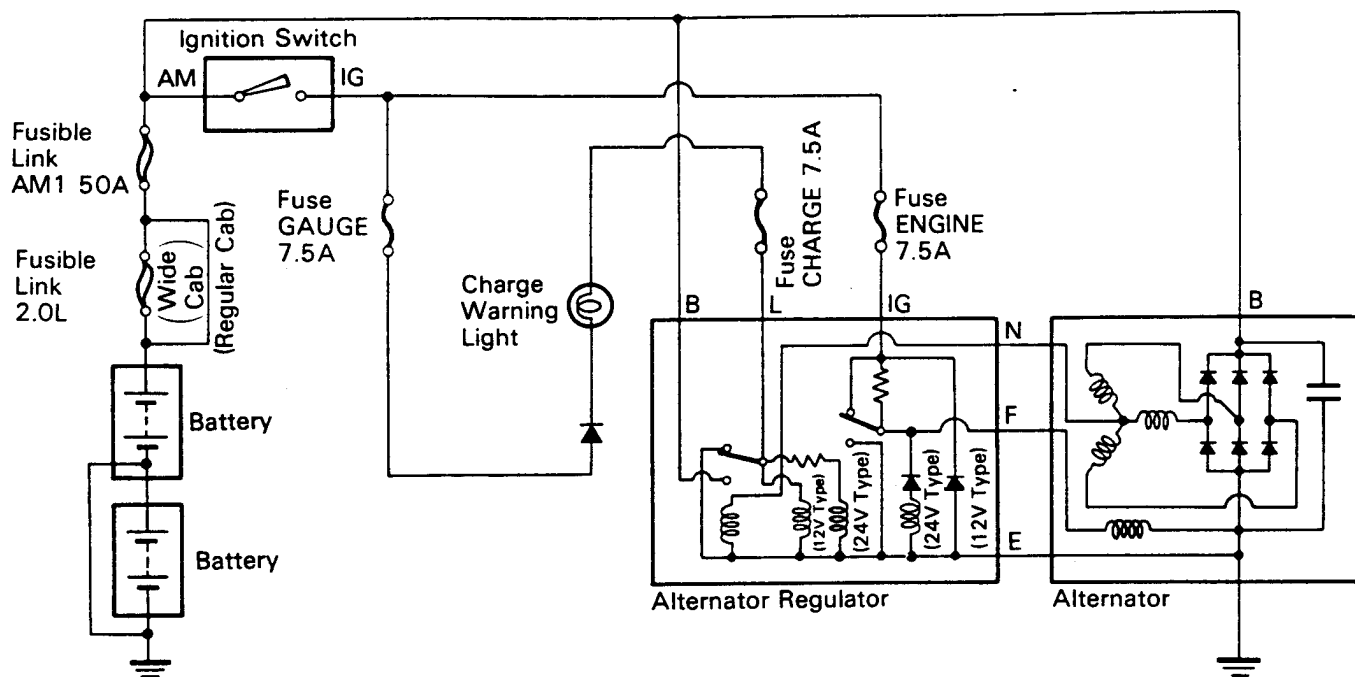 Ignition Switch
AM
IG
Fusible
Link
AM1 50A
Fusible
Link
2.0L
(Wide
Cab)
(Regular Cab)
Fuse
GAUGE
7.5A
Charge
Warning
Light
Fuse
CHARGE 7.5A
Fuse
ENGINE
7.5A
B
L
IG
N
F
E
B
(12V Type)
(24V Type)
(24V Type)
(12V Type)
Battery
Battery
Alternator Regulator
Alternator